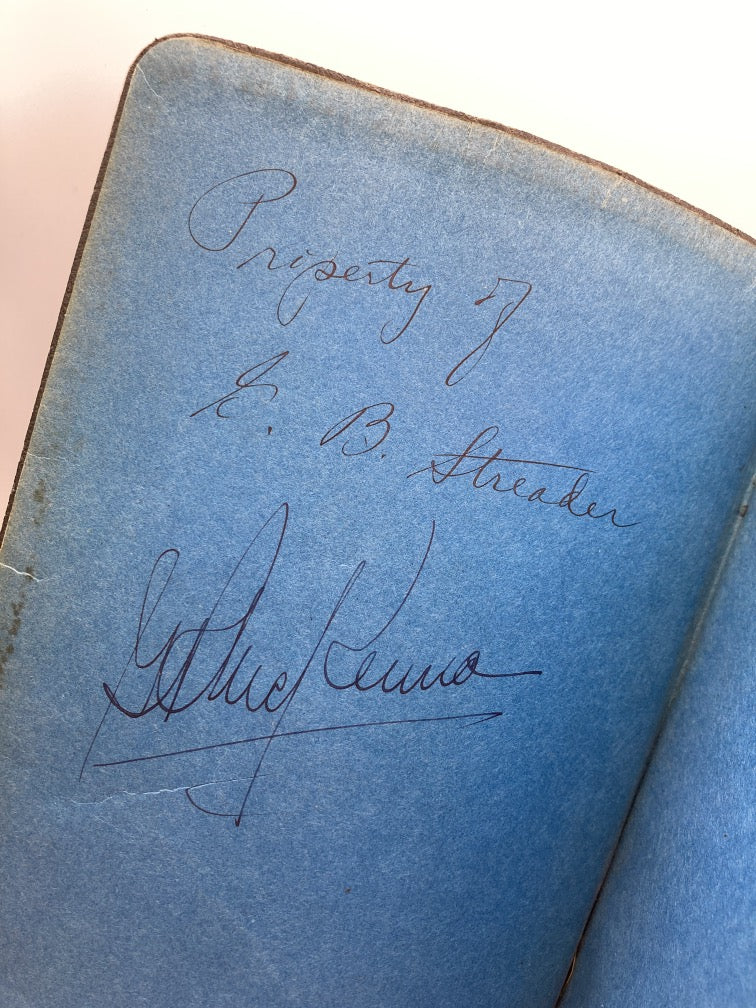 Property of
E. B. Streader
McKenna